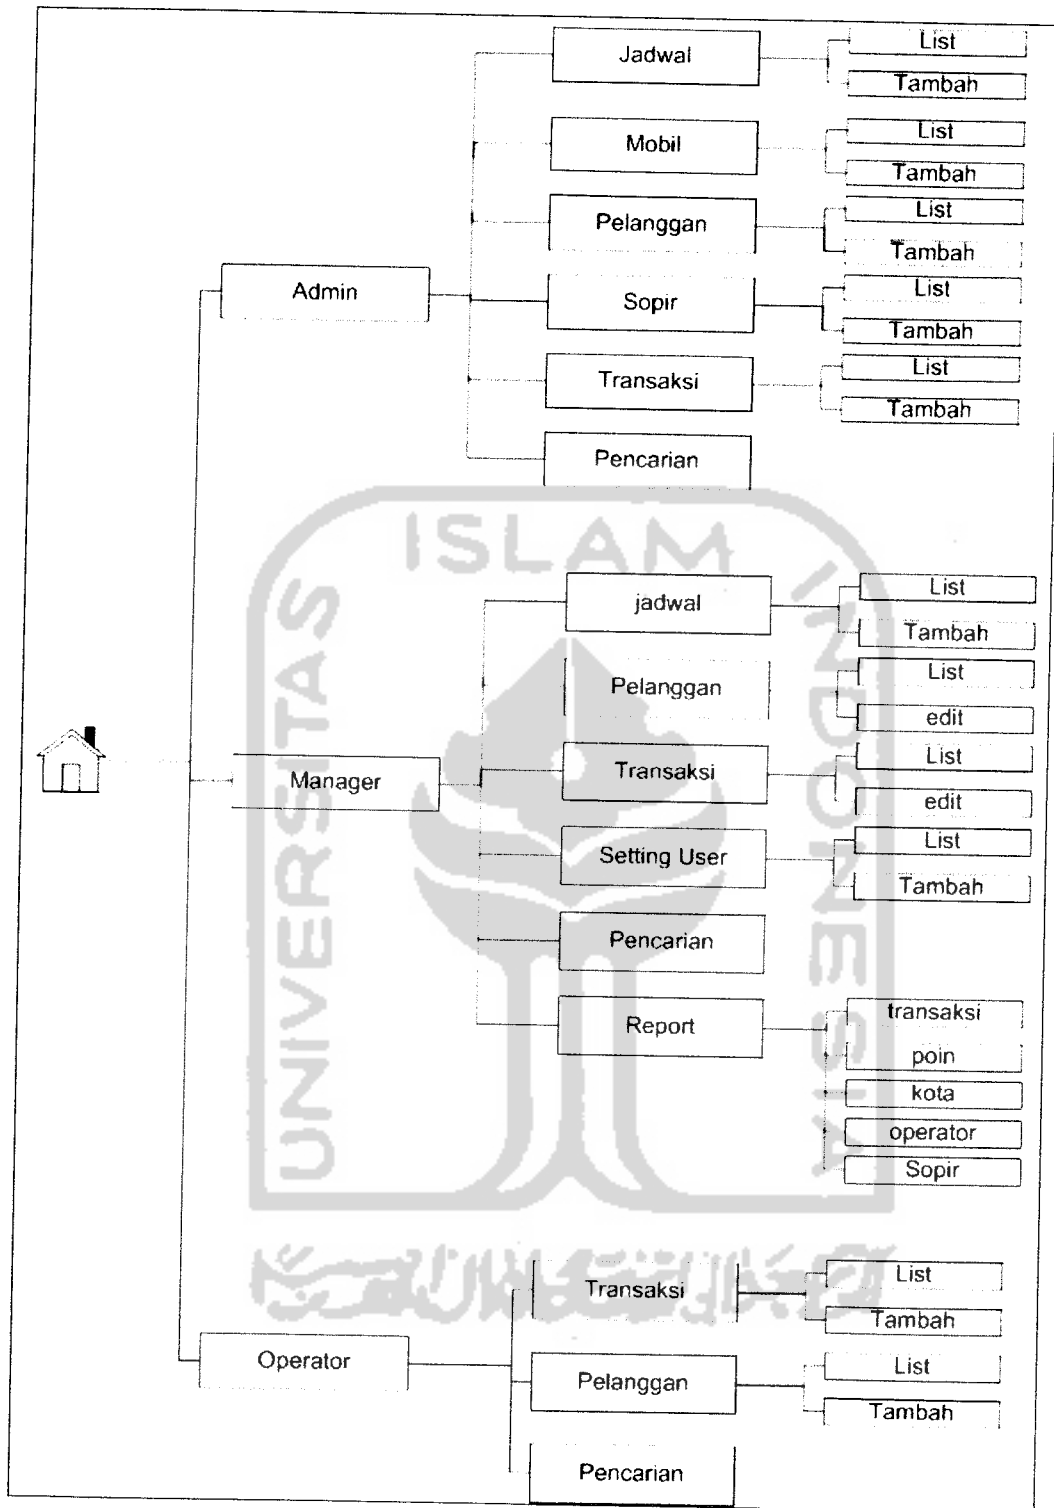 Jadwal
List
Tambah
Mobil
List
Tambah
Pelanggan
List
Tambah
Admin
Sopir
List
Tambah
Transaksi
List
Tambah
Pencarian
ISLAM
UNIVERSITAS
INDONESIA
jadwal
List
Tambah
Pelanggan
List
edit
Manager
Transaksi
List
edit
Setting User
List
Tambah
Pencarian
Report
transaksi
poin
kota
operator
Sopir
Operator
Transaksi
List
Tambah
Pelanggan
List
Tambah
Pencarian